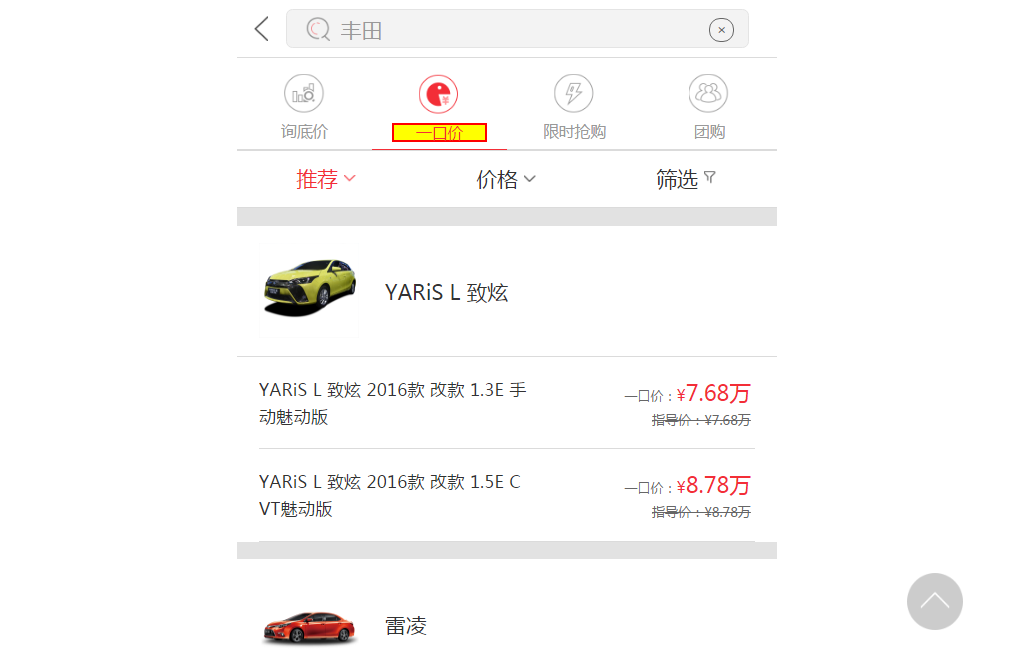 丰田
询底价
一口价
限时抢购
团购
推荐
价格
筛选
YARiS L 致炫
YARiS L 致炫 2016款 改款 1.3E 手
动魅动版
一口价：¥7.68万
指导价：¥7.68万
YARiS L 致炫 2016款 改款 1.5E C
VT魅动版
一口价：¥8.78万
指导价：¥8.78万
雷凌